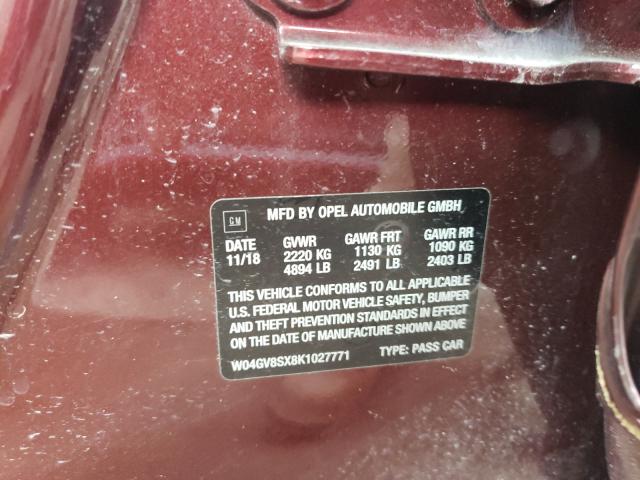 GM
MFD BY OPEL AUTOMOBILE GMBH
DATE GVWR GAWR FRT GAWR RR
11/18 2220 KG 1130 KG 1090 KG
4894 LB 2491 LB 2403 LB
THIS VEHICLE CONFORMS TO ALL APPLICABLE
U.S. FEDERAL MOTOR VEHICLE SAFETY, BUMPER
AND THEFT PREVENTION STANDARDS IN EFFECT
ON THE DATE OF MANUFACTURE SHOWN ABOVE
W04GV8SX8K1027771 TYPE: PASS CAR